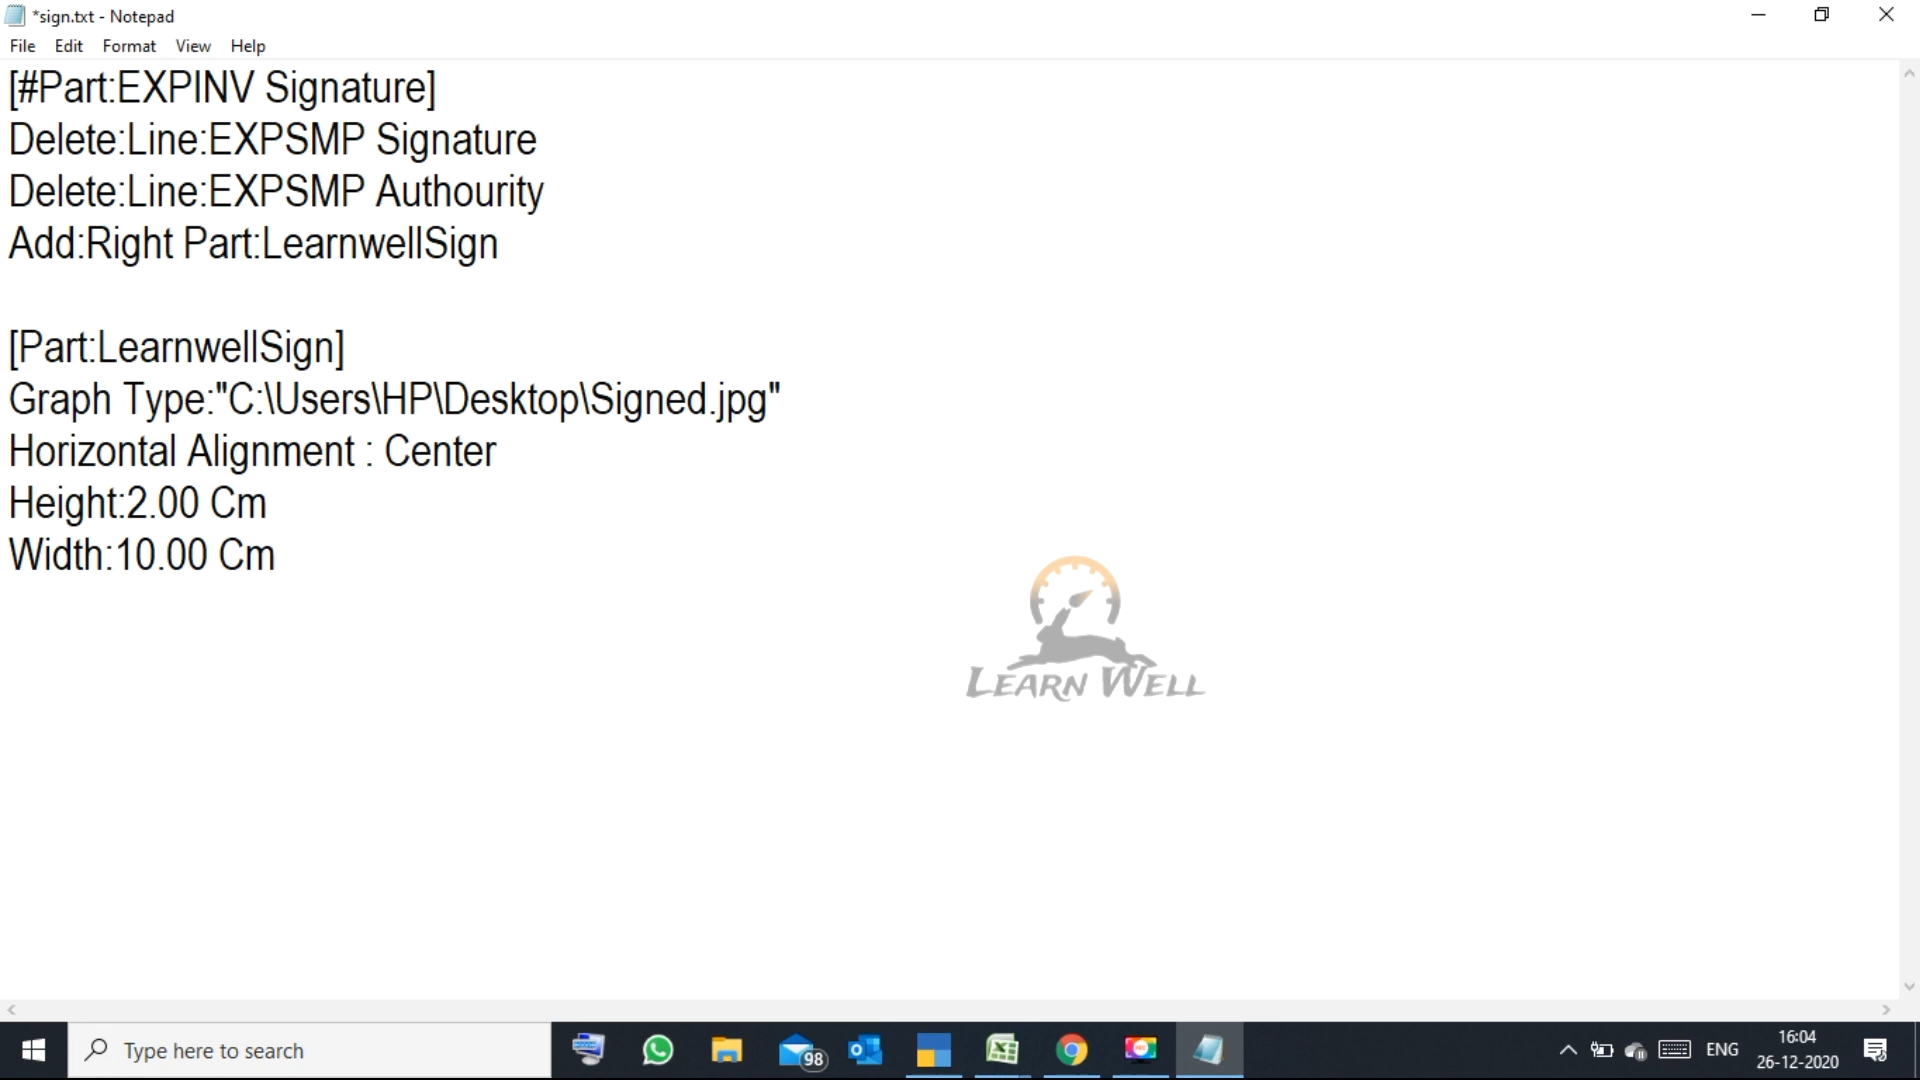 *sign.txt - Notepad
File Edit Format View Help
[#Part:EXPINV Signature]
Delete:Line:EXPSMP Signature
Delete:Line:EXPSMP Authourity
Add:Right Part:LearnwellSign
[Part:LearnwellSign]
Graph Type:"C:\Users\HP\Desktop\Signed.jpg"
Horizontal Alignment : Center
Height:2.00 Cm
Width:10.00 Cm
LEARN WELL
Type here to search
98
ENG
16:04
26-12-2020